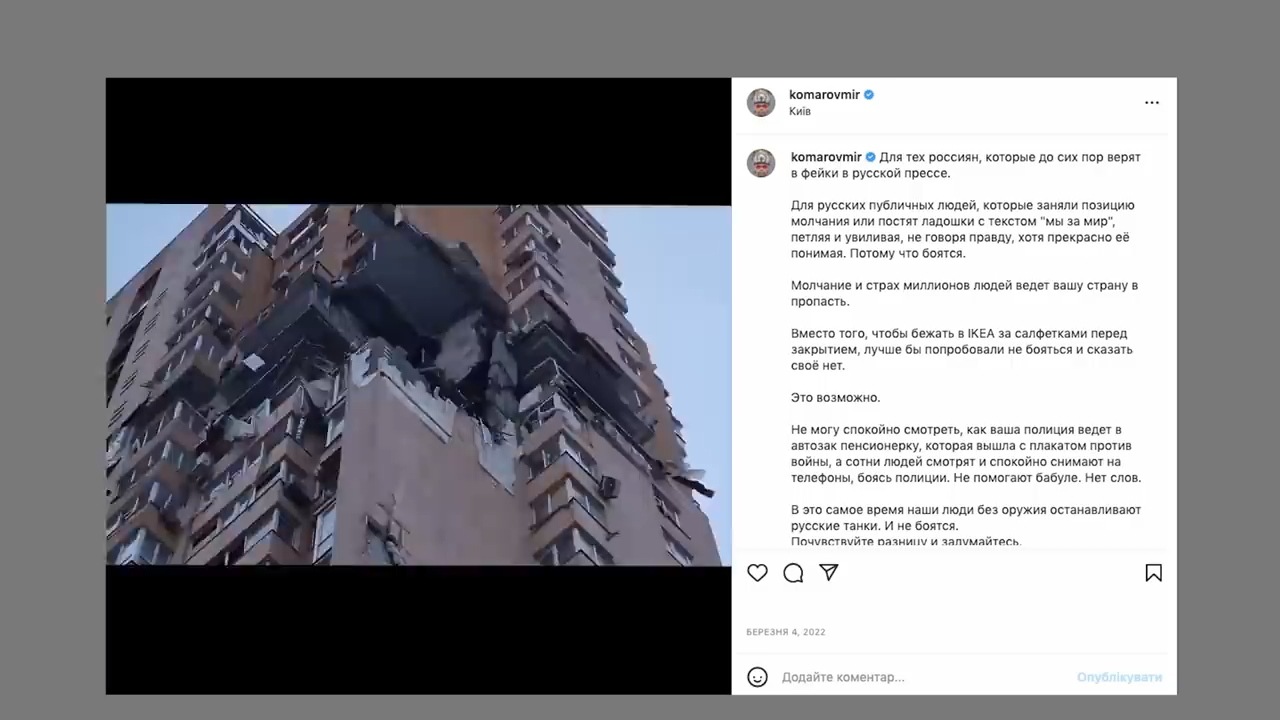 komarovmir
Київ
komarovmir Для тех россиян, которые до сих пор верят
в фейки в русской прессе.
Для русских публичных людей, которые заняли позицию
молчания или постят ладошки с текстом "мы за мир",
петляя и увиливая, не говоря правду, хотя прекрасно её
понимая. Потому что боятся.
Молчание и страх миллионов людей ведет вашу страну в
пропасть.
Вместо того, чтобы бежать в IKEA за салфетками перед
закрытием, лучше бы попробовали не бояться и сказать
своё нет.
Это возможно.
Не могу спокойно смотреть, как ваша полиция ведет в
автозак пенсионерку, которая вышла с плакатом против
войны, а сотни людей смотрят и спокойно снимают на
телефоны, боясь полиции. Не помогают бабуле. Нет слов.
В это самое время наши люди без оружия останавливают
русские танки. И не боятся.
Почувствуйте разницу и задумайтесь.
БЕРЕЗНЯ 4, 2022
Додайте коментар...
Опублікувати